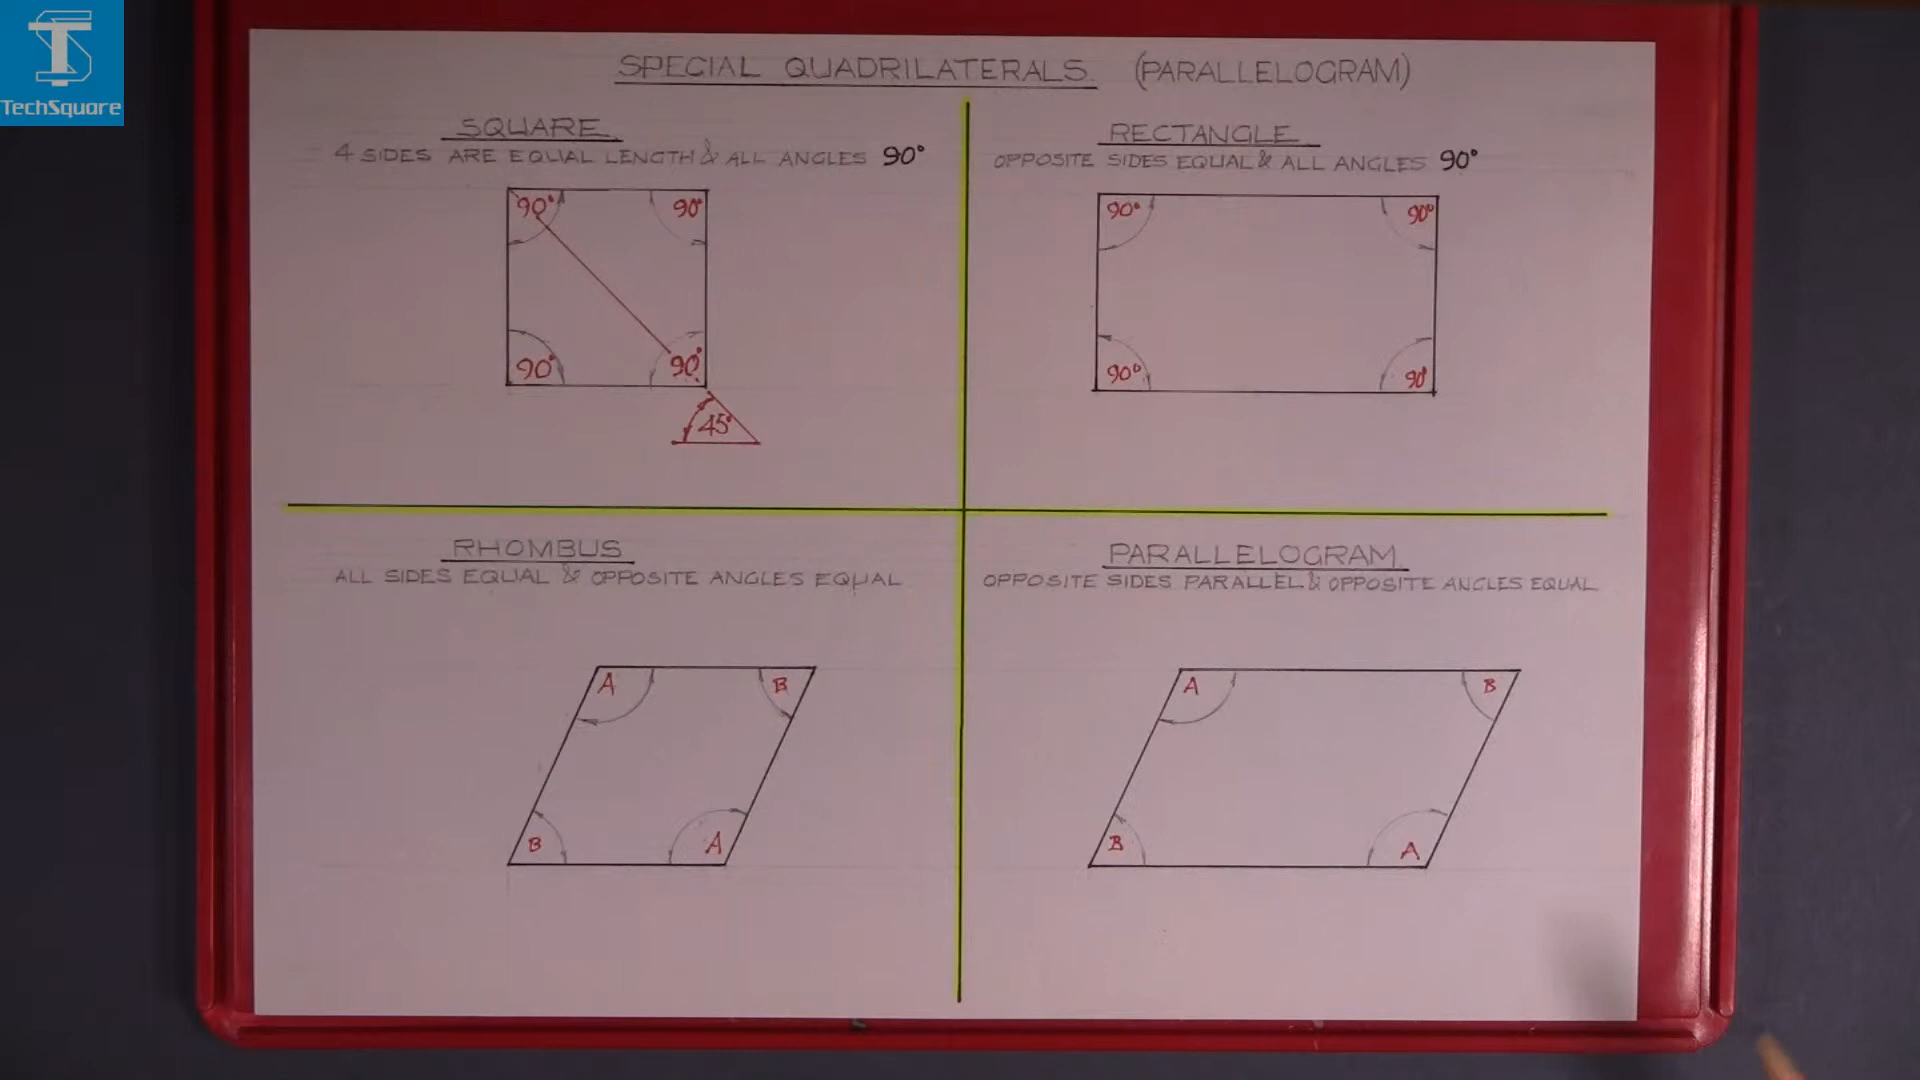 TechSquare
SPECIAL QUADRILATERALS. (PARALLELOGRAM)
SQUARE
4 SIDES ARE EQUAL LENGTH & ALL ANGLES 90°
90° 90°
90° 90°
45°
RECTANGLE
OPPOSITE SIDES EQUAL & ALL ANGLES 90°
90° 90°
90° 90°
RHOMBUS
ALL SIDES EQUAL & OPPOSITE ANGLES EQUAL
A B
B A
PARALLELOGRAM
OPPOSITE SIDES PARALLEL & OPPOSITE ANGLES EQUAL
A B
B A